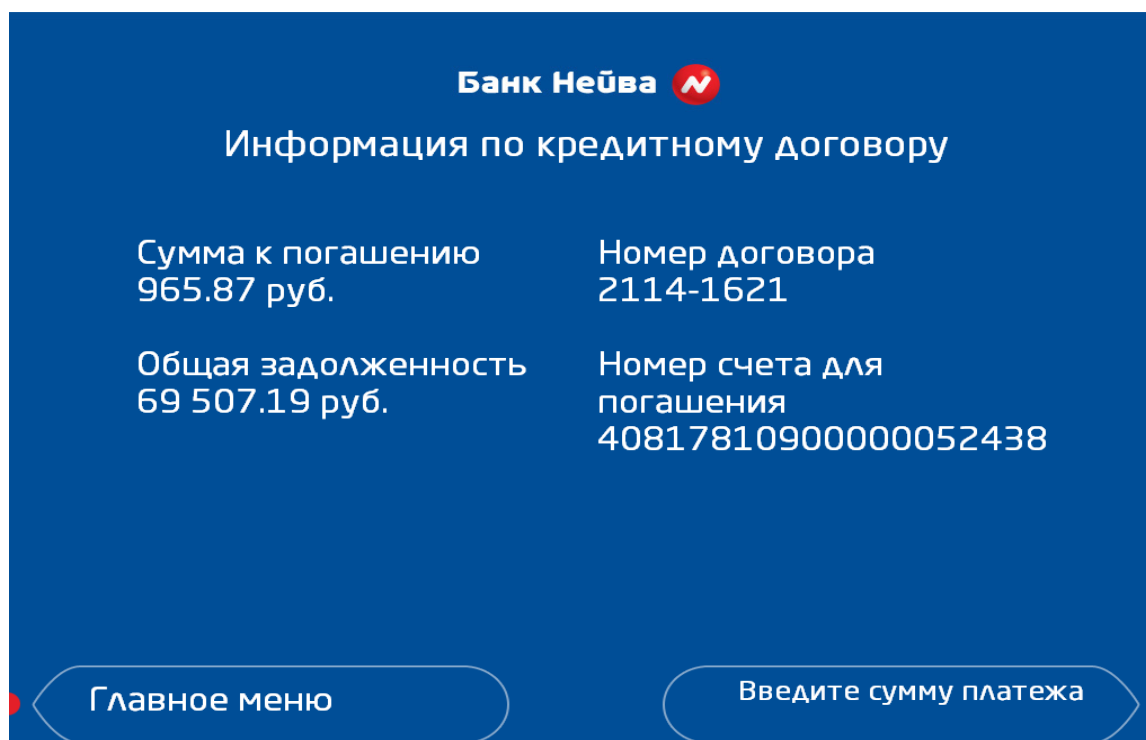 Банк Нейва
Информация по кредитному договору
Сумма к погашению
965.87 руб.
Номер договора
2114-1621
Общая задолженность
69 507.19 руб.
Номер счета для
погашения
40817810900000052438
Главное меню
Введите сумму платежа